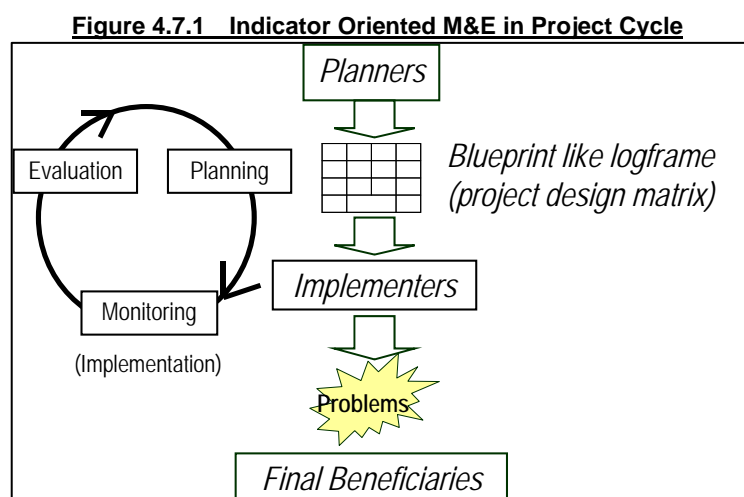 Figure 4.7.1 Indicator Oriented M&E in Project Cycle
Planners
Evaluation
Planning
Blueprint like logframe
(project design matrix)
Implementers
Monitoring
(Implementation)
Problems
Final Beneficiaries